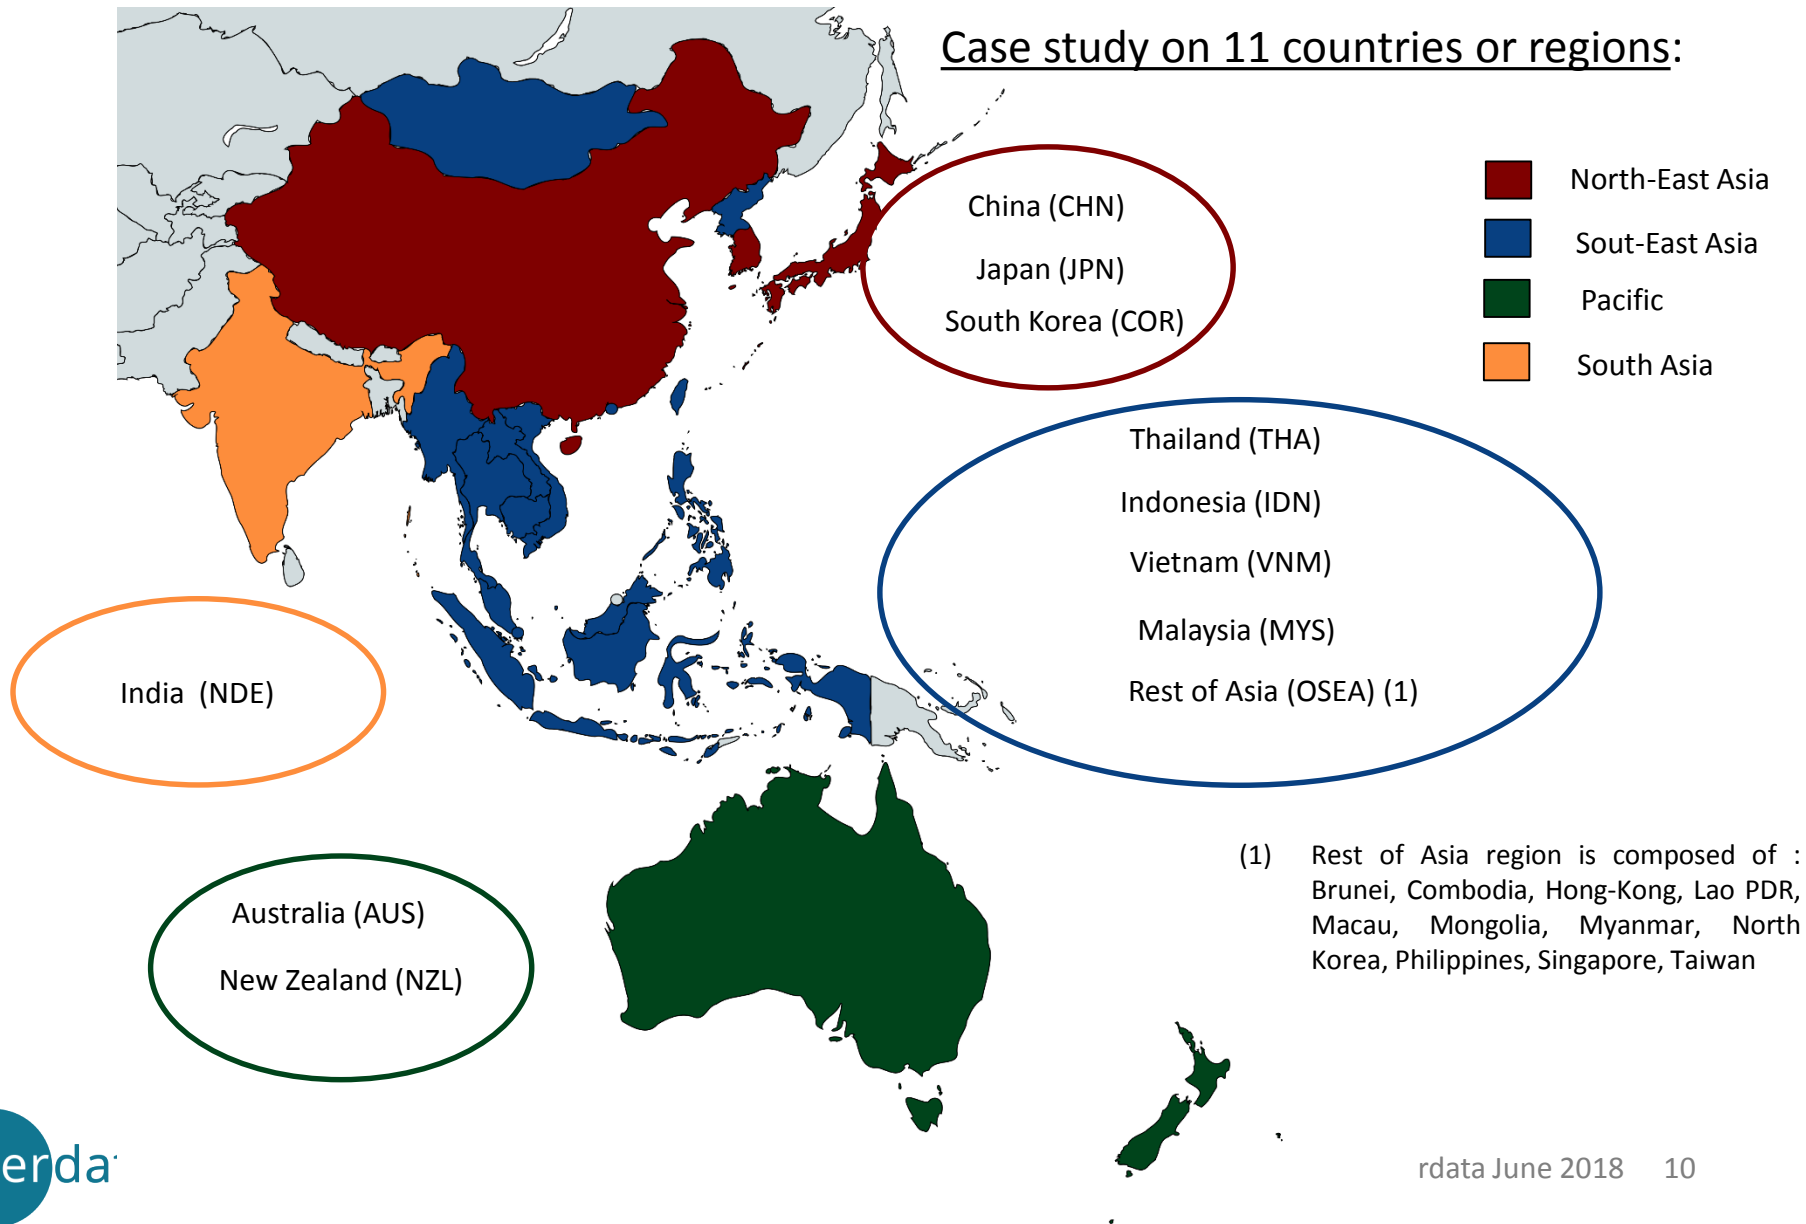 Case study on 11 countries or regions:
North-East Asia
Sout-East Asia
Pacific
South Asia
China (CHN)
Japan (JPN)
South Korea (COR)
Thailand (THA)
Indonesia (IDN)
Vietnam (VNM)
Malaysia (MYS)
Rest of Asia (OSEA) (1)
India (NDE)
Australia (AUS)
New Zealand (NZL)
(1) Rest of Asia region is composed of :
Brunei, Combodia, Hong-Kong, Lao PDR,
Macau, Mongolia, Myanmar, North
Korea, Philippines, Singapore, Taiwan
erda
rdata June 2018 10